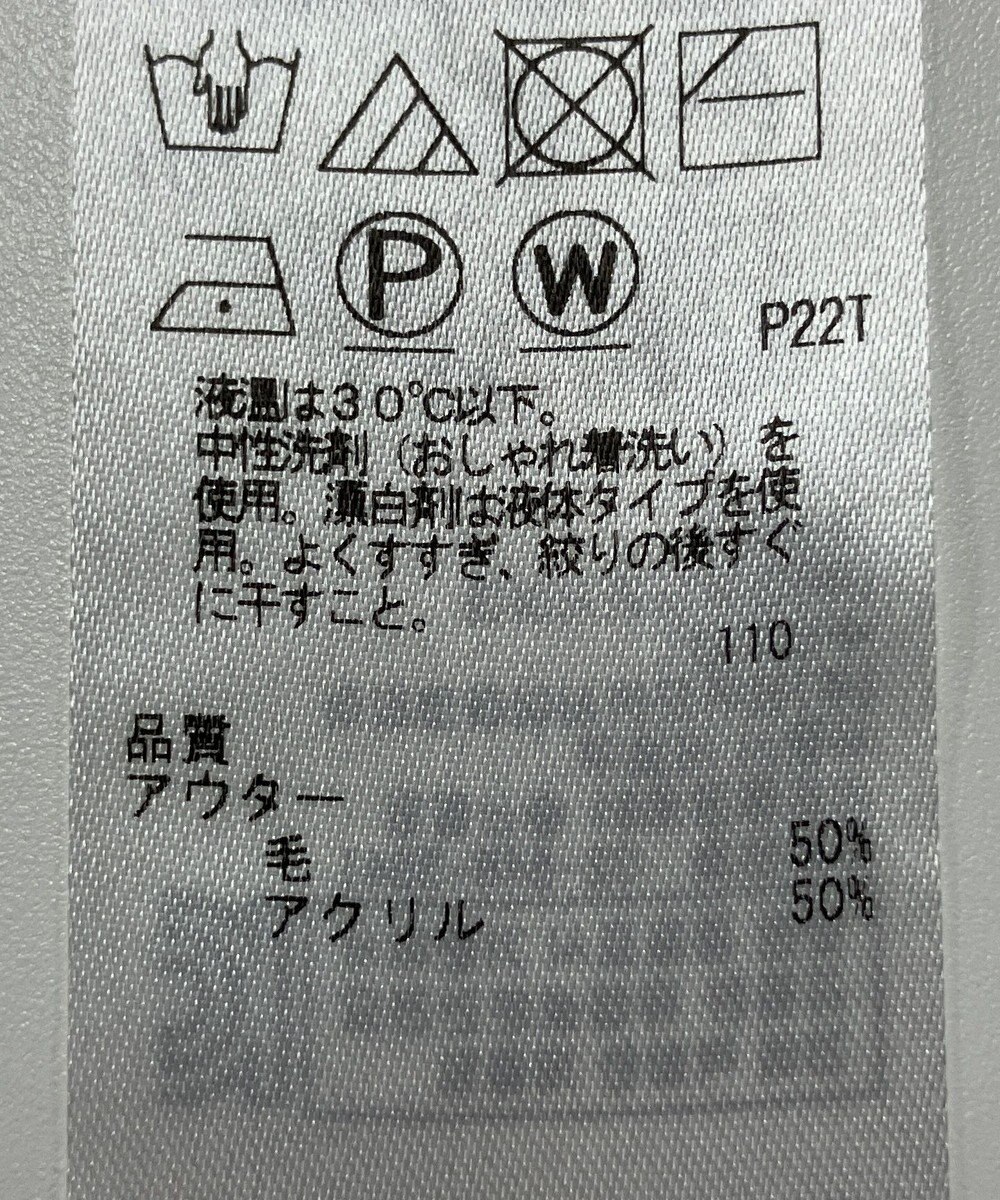 P W P22T
液温は30℃以下。
中性洗剤（おしゃれ着洗い）を
使用。漂白剤は液体タイプを使
用。よくすすぎ、絞りの後すぐ
に干すこと。
110
品質
アウター
毛 50%
アクリル 50%